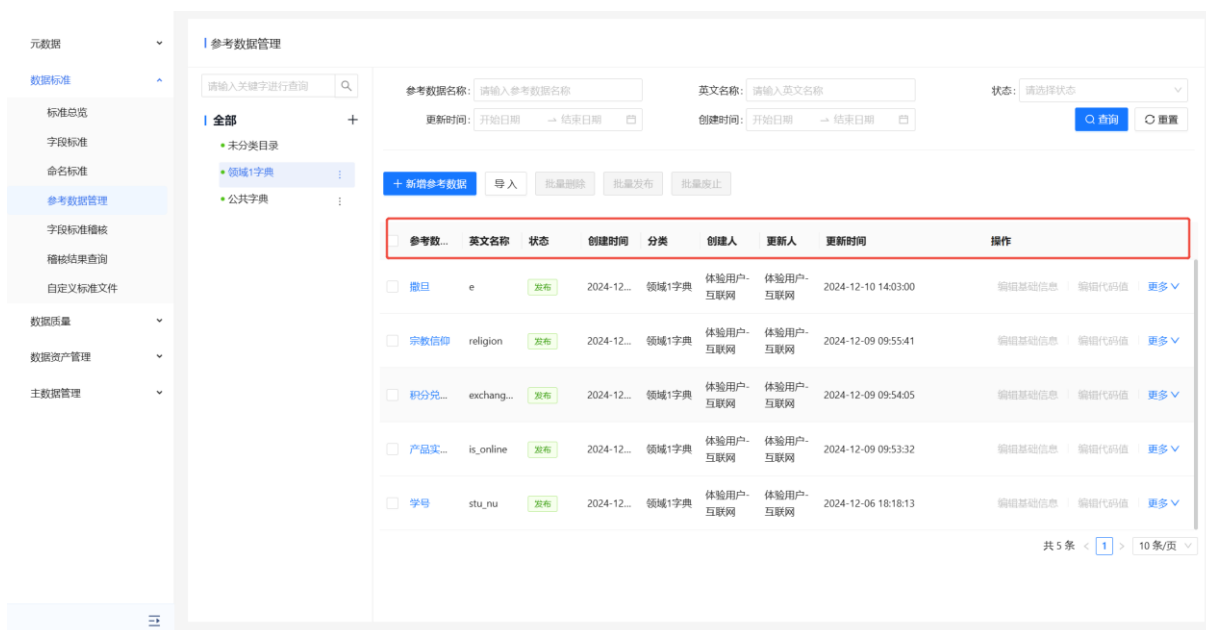 元数据
数据标准
标准总览
字段标准
命名标准
参考数据管理
字段标准稽核
稽核结果查询
自定义标准文件
数据质量
数据资产管理
主数据管理
参考数据管理
请输入关键字进行查询
全部
未分类目录
领域1字典
公共字典
参考数据名称: 请输入参考数据名称 英文名称: 请输入英文名称 状态: 请选择状态
更新时间: 开始日期 → 结束日期 创建时间: 开始日期 → 结束日期 查询 重置
+ 新增参考数据 导入 批量删除 批量发布 批量废止
参考数... 英文名称 状态 创建时间 分类 创建人 更新人 更新时间 操作
撒旦 e 发布 2024-12... 领域1字典 体验用户-互联网 体验用户-互联网 2024-12-10 14:03:00 编辑基础信息 编辑代码值 更多
宗教信仰 religion 发布 2024-12... 领域1字典 体验用户-互联网 体验用户-互联网 2024-12-09 09:55:41 编辑基础信息 编辑代码值 更多
积分兑... exchang... 发布 2024-12... 领域1字典 体验用户-互联网 体验用户-互联网 2024-12-09 09:54:05 编辑基础信息 编辑代码值 更多
产品实... is_online 发布 2024-12... 领域1字典 体验用户-互联网 体验用户-互联网 2024-12-09 09:53:32 编辑基础信息 编辑代码值 更多
学号 stu_nu 发布 2024-12... 领域1字典 体验用户-互联网 体验用户-互联网 2024-12-06 18:18:13 编辑基础信息 编辑代码值 更多
共 5 条 < 1 > 10 条/页